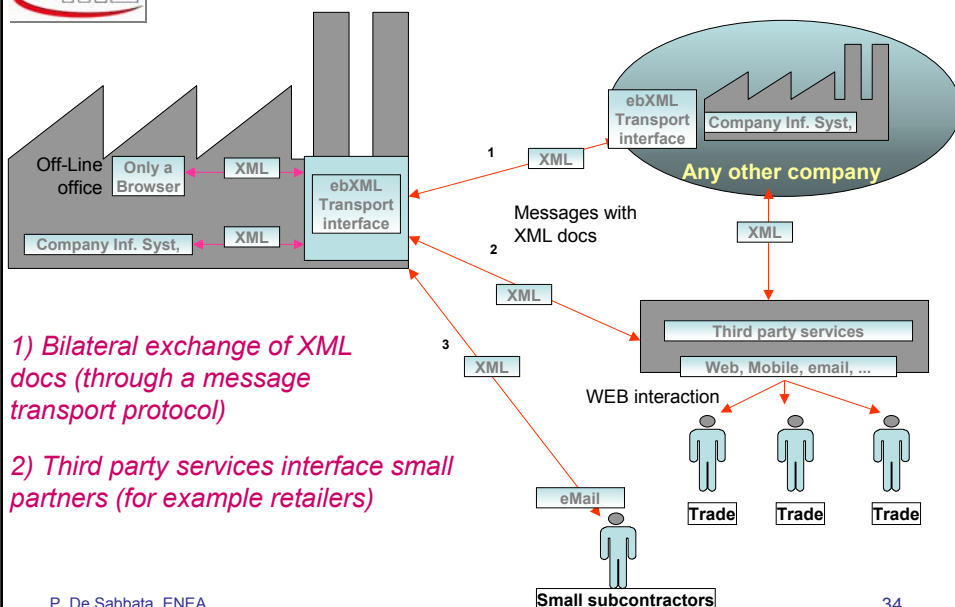 ebXML
Transport
interface
Company Inf. Syst,
Any other company
Off-Line
office
Only a
Browser
XML
ebXML
Transport
interface
Company Inf. Syst,
XML
1
XML
Messages with
XML docs
2
XML
XML
3
XML
Third party services
Web, Mobile, email, ...
WEB interaction
Trade
Trade
Trade
eMail
Small subcontractors
1) Bilateral exchange of XML
docs (through a message
transport protocol)
2) Third party services interface small
partners (for example retailers)
P. De Sabbata, ENEA
34